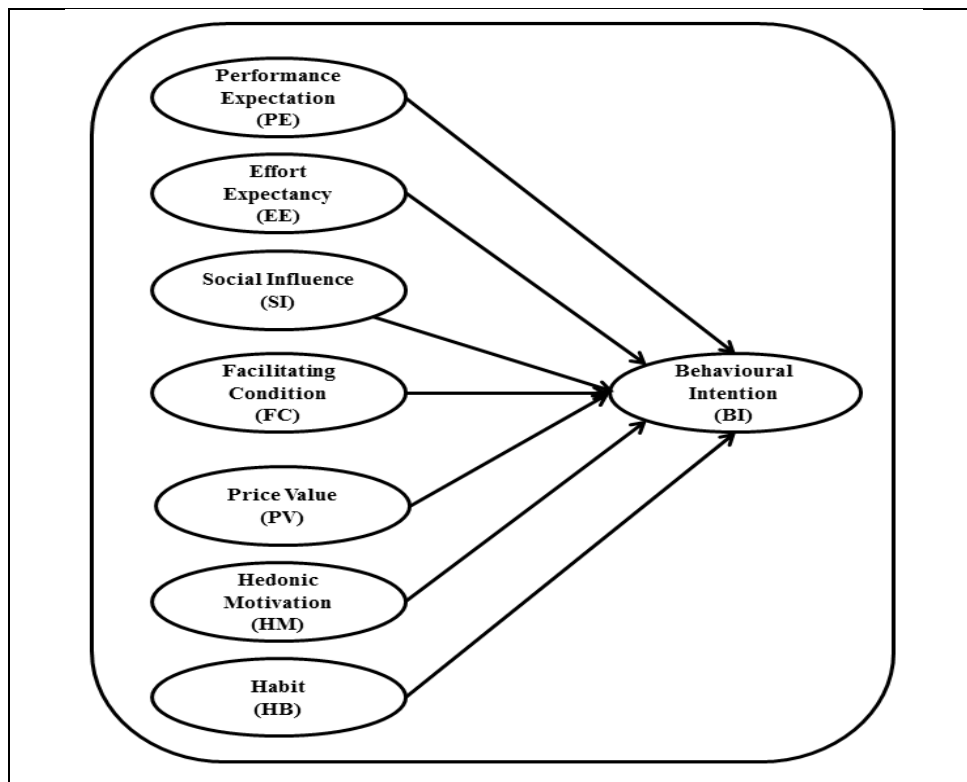 Performance
Expectation
(PE)
Effort
Expectancy
(EE)
Social Influence
(SI)
Facilitating
Condition
(FC)
Price Value
(PV)
Hedonic
Motivation
(HM)
Habit
(HB)
Behavioural
Intention
(BI)